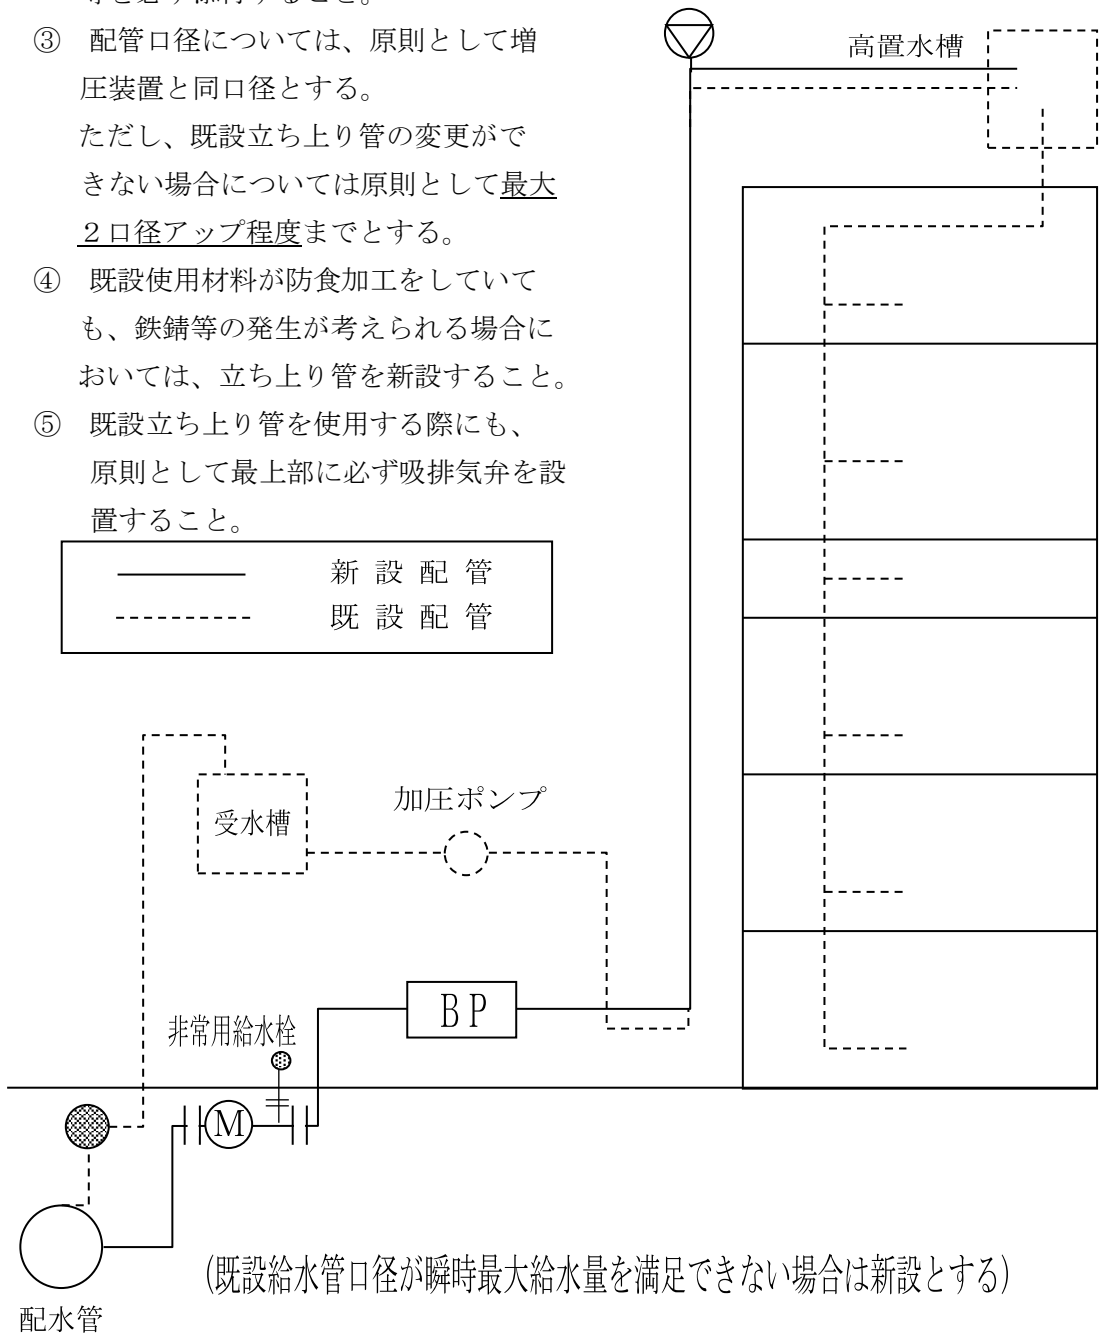 ③　配管口径については、原則として増
圧装置と同口径とする。
ただし、既設立ち上り管の変更がで
きない場合については原則として最大
２口径アップ程度までとする。
④　既設使用材料が防食加工をしていて
も、鉄錆等の発生が考えられる場合に
おいては、立ち上り管を新設すること。
⑤　既設立ち上り管を使用する際にも、
原則として最上部に必ず吸排気弁を設
置すること。
新 設 配 管
既 設 配 管
高置水槽
加圧ポンプ
受水槽
BP
非常用給水栓
M
(既設給水管口径が瞬時最大給水量を満足できない場合は新設とする)
配水管